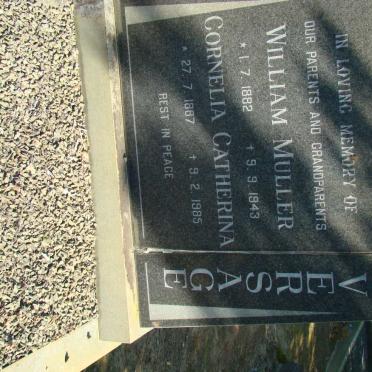 IN LOVING MEMORY OF
OUR PARENTS AND GRANDPARENTS
WILLIAM MULLER
* 1. 7. 1882 + 9. 9. 1943
CORNELIA CATHERINA
* 27. 7. 1887 + 9. 2. 1985
REST IN PEACE
VERSAGE